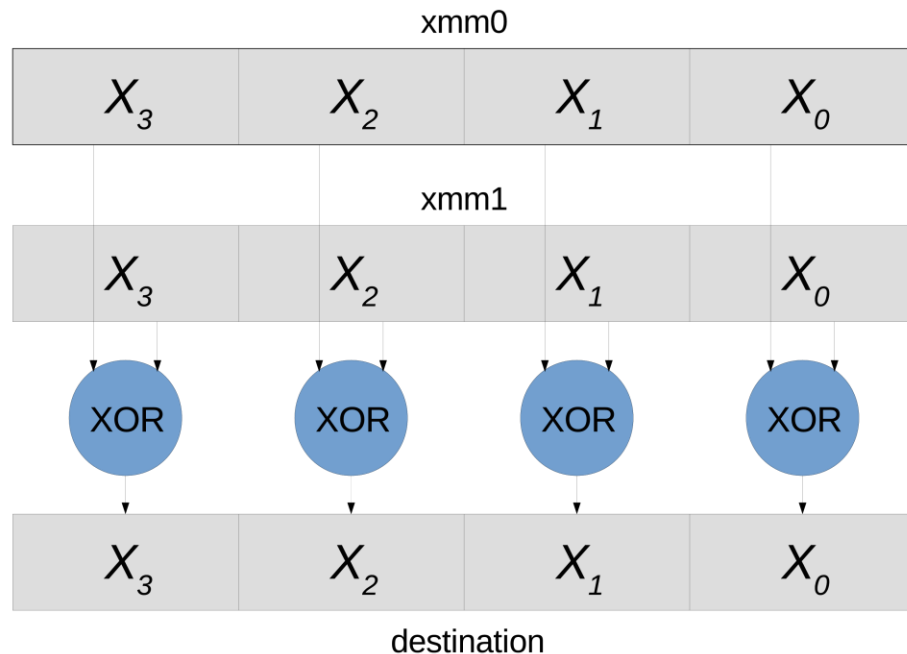 xmm0
X3 X2 X1 X0
xmm1
X3 X2 X1 X0
XOR XOR XOR XOR
X3 X2 X1 X0
destination